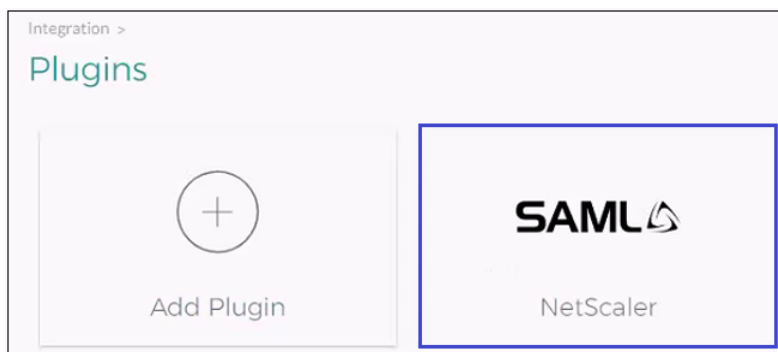 Integration >
Plugins
Add Plugin
SAML
NetScaler